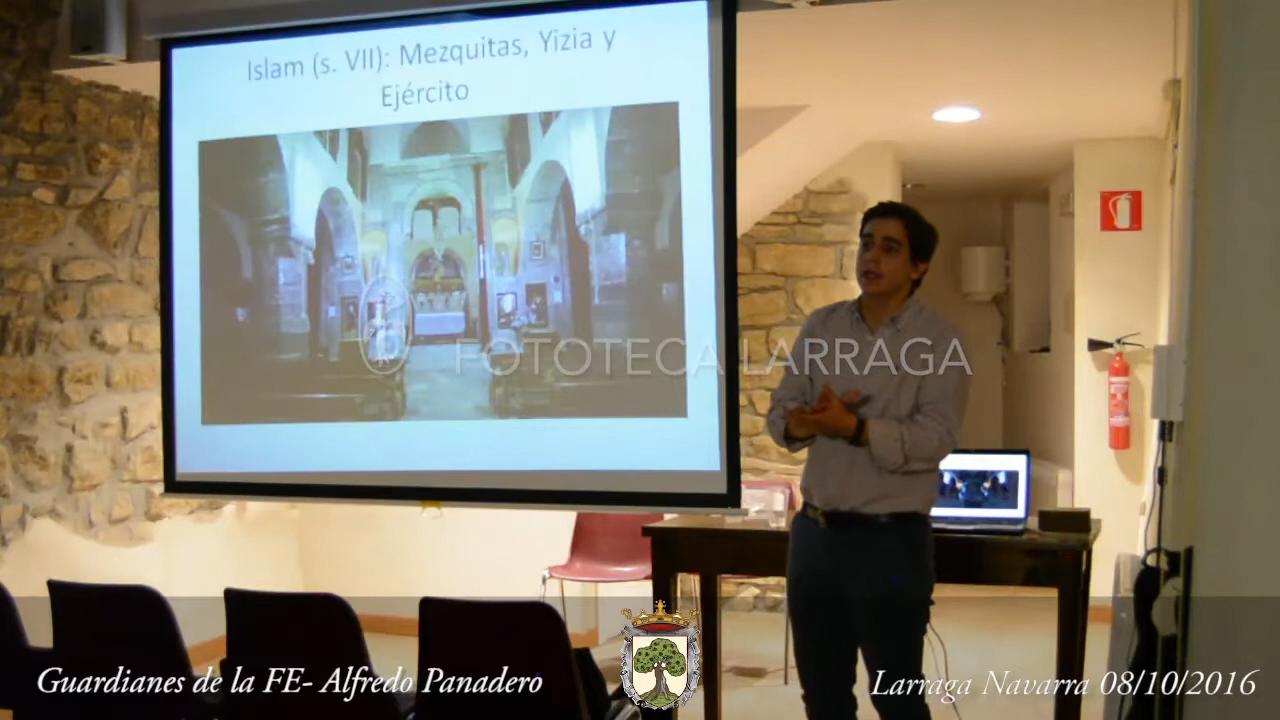 Islam (s. VII): Mezquitas, Yizia y
Ejército
FOTOTECA LARRAGA
Guardianes de la FE- Alfredo Panadero
Larraga Navarra 08/10/2016